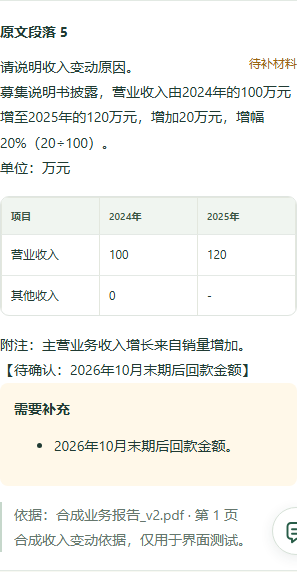 原文段落 5
待补材料
请说明收入变动原因。
募集说明书披露，营业收入由2024年的100万元
增至2025年的120万元，增加20万元，增幅
20%（20÷100）。
单位：万元
项目 2024年 2025年
营业收入 100 120
其他收入 0 -
附注：主营业务收入增长来自销量增加。
【待确认：2026年10月末期后回款金额】
需要补充
• 2026年10月末期后回款金额。
依据：合成业务报告_v2.pdf · 第 1 页
合成收入变动依据，仅用于界面测试。